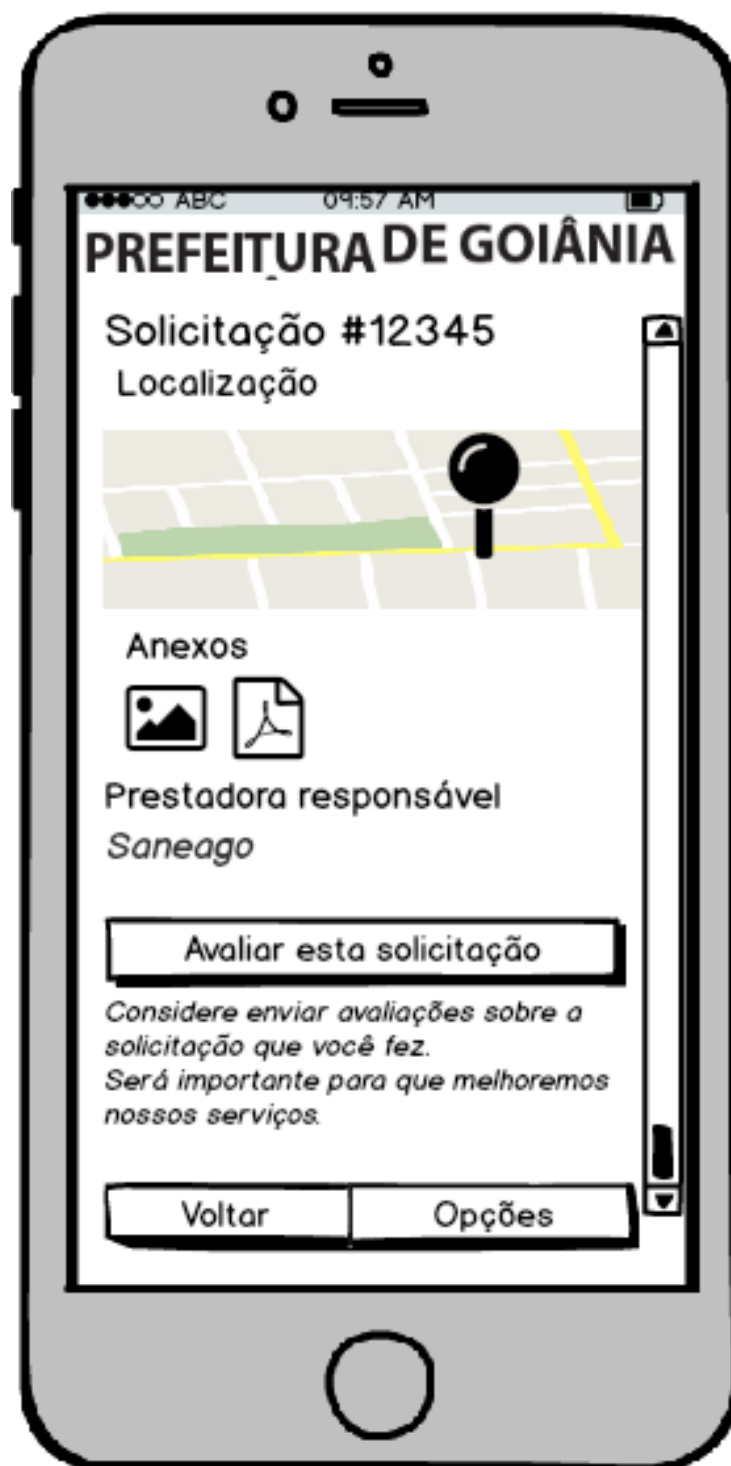 ABC 09:57 AM
PREFEITURA DE GOIÂNIA
Solicitação #12345
Localização
Anexos
Prestadora responsável
Saneago
Avaliar esta solicitação
Considere enviar avaliações sobre a
solicitação que você fez.
Será importante para que melhoremos
nossos serviços.
Voltar Opções